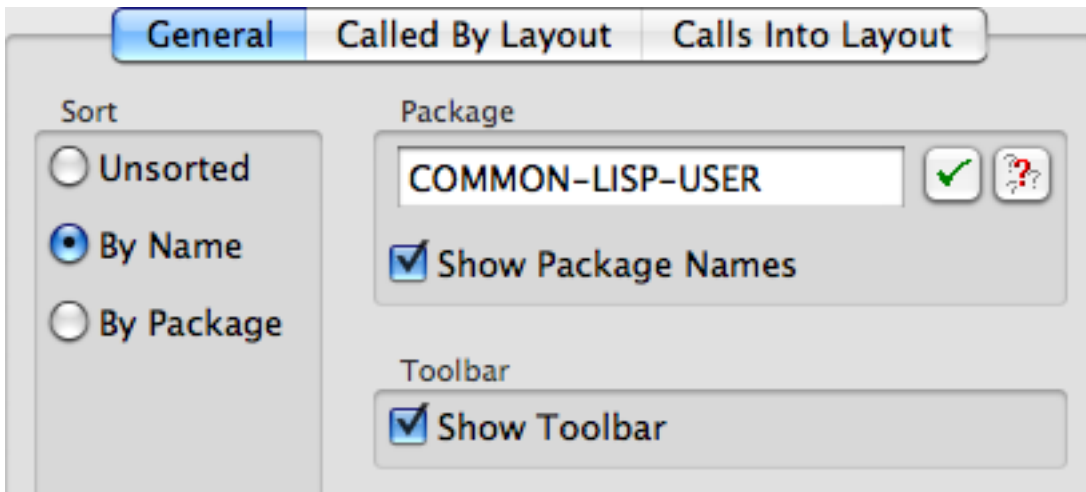 General Called By Layout Calls Into Layout
Sort
Unsorted
By Name
By Package
Package
COMMON-LISP-USER
Show Package Names
Toolbar
Show Toolbar